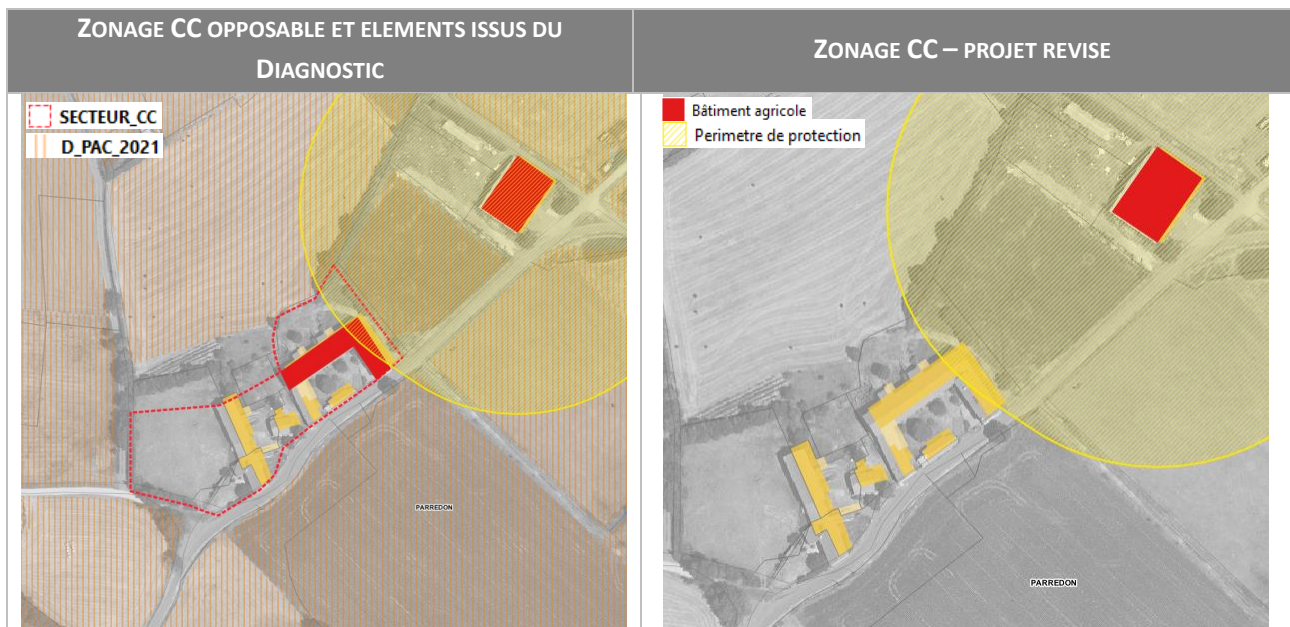 ZONAGE CC OPPOSABLE ET ELEMENTS ISSUS DU
DIAGNOSTIC
ZONAGE CC – PROJET REVISE
SECTEUR_CC
D_PAC_2021
PARREDON
Bâtiment agricole
Perimetre de protection
PARREDON